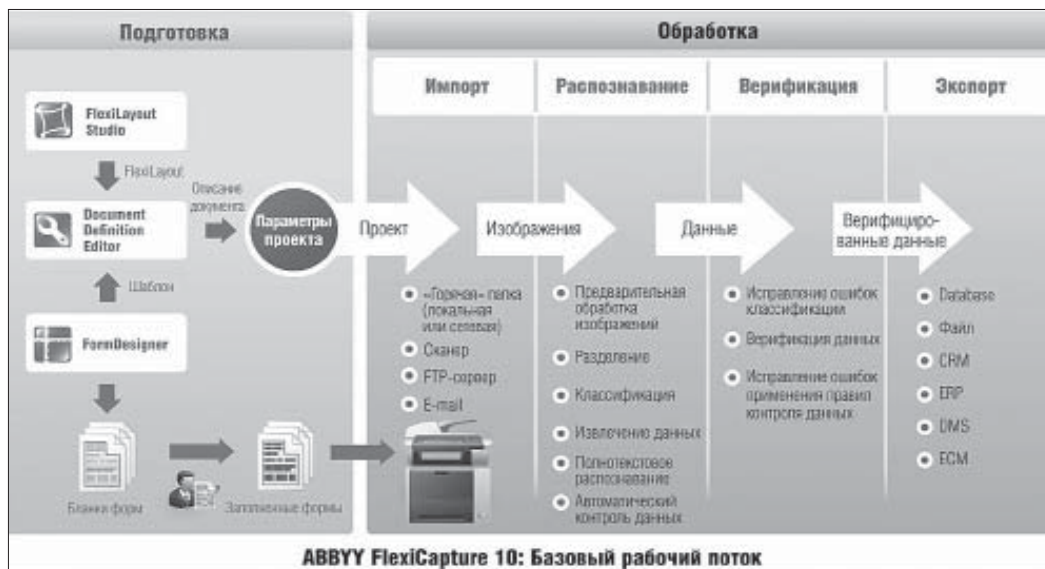 Подготовка
Обработка
FlexiLayout
Studio
FlexiLayout
Описание
документа
Document
Definition
Editor
Параметры
проекта
Шаблон
FormDesigner
Бланки форм
Заполненные формы
Импорт
Распознавание
Верификация
Экспорт
Проект
Изображения
Данные
Верифициро-
ванные данные
«Горячая» папка
(локальная
или сетевая)
Сканер
FTP-сервер
E-mail
Предварительная
обработка
изображений
Разделение
Классификация
Извлечение данных
Полнотекстовое
распознавание
Автоматический
контроль данных
Исправление ошибок
классификации
Верификация данных
Исправление ошибок
применения правил
контроля данных
Database
Файл
CRM
ERP
DMS
ECM
ABBYY FlexiCapture 10: Базовый рабочий поток